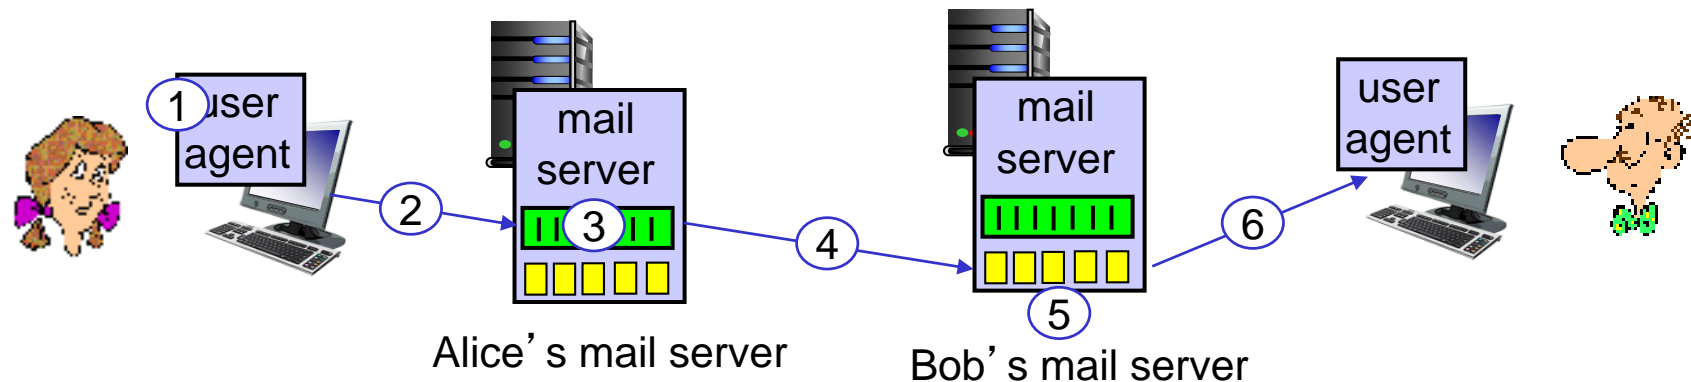 1
user
agent
2
mail
server
3
Alice's mail server
4
mail
server
5
Bob's mail server
6
user
agent